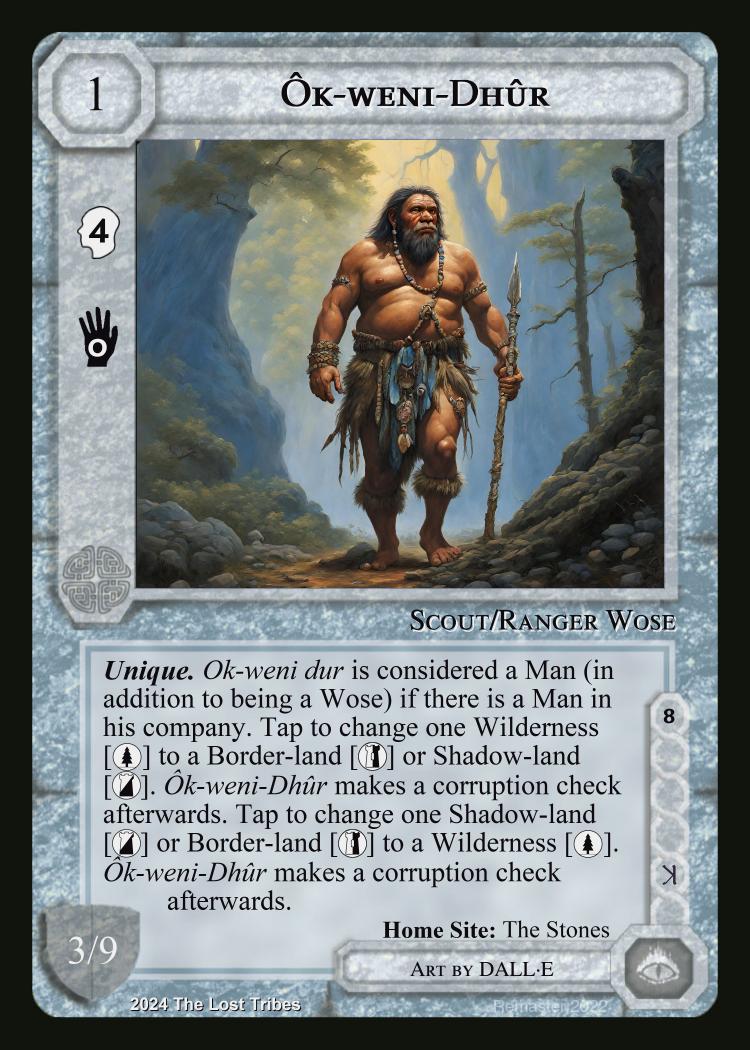 1
Ôk-weni-Dhûr
4
0
Scout/Ranger Wose
Unique. Ok-weni dur is considered a Man (in
addition to being a Wose) if there is a Man in
his company. Tap to change one Wilderness
[] to a Border-land [] or Shadow-land
[]. Ôk-weni-Dhûr makes a corruption check
afterwards. Tap to change one Shadow-land
[] or Border-land [] to a Wilderness [].
Ôk-weni-Dhûr makes a corruption check
afterwards.
8
Home Site: The Stones
3/9
Art by DALL·E
2024 The Lost Tribes
Remaster 2022